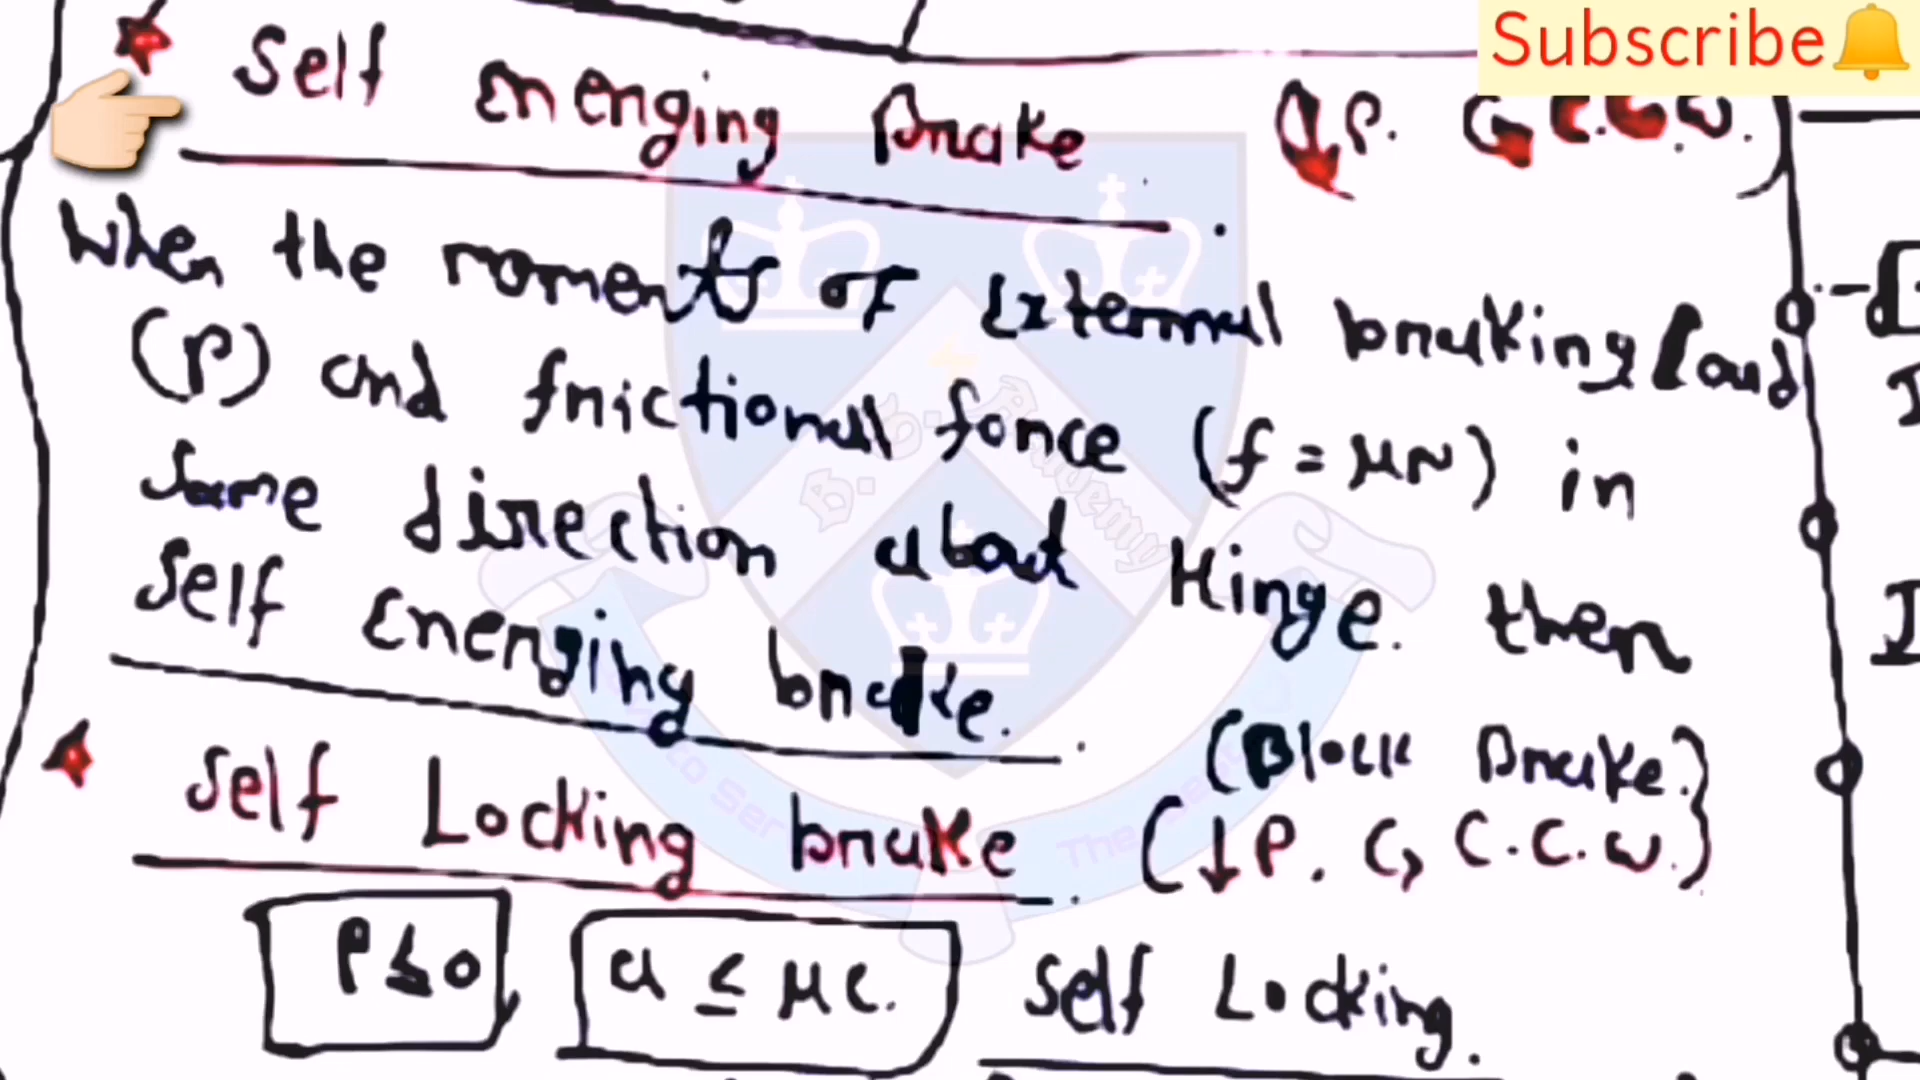 Subscribe
Self energing Brake. (↓P. C, C.C.W.)
When the moments of External braking load
(P) and frictional force (f = μN) in
Same direction about Hinge. then
Self energing brake.
(Block Brake.)
Self Locking brake. (↓P. C, C.C.W.)
P ≤ 0 a ≤ μc. Self Locking.